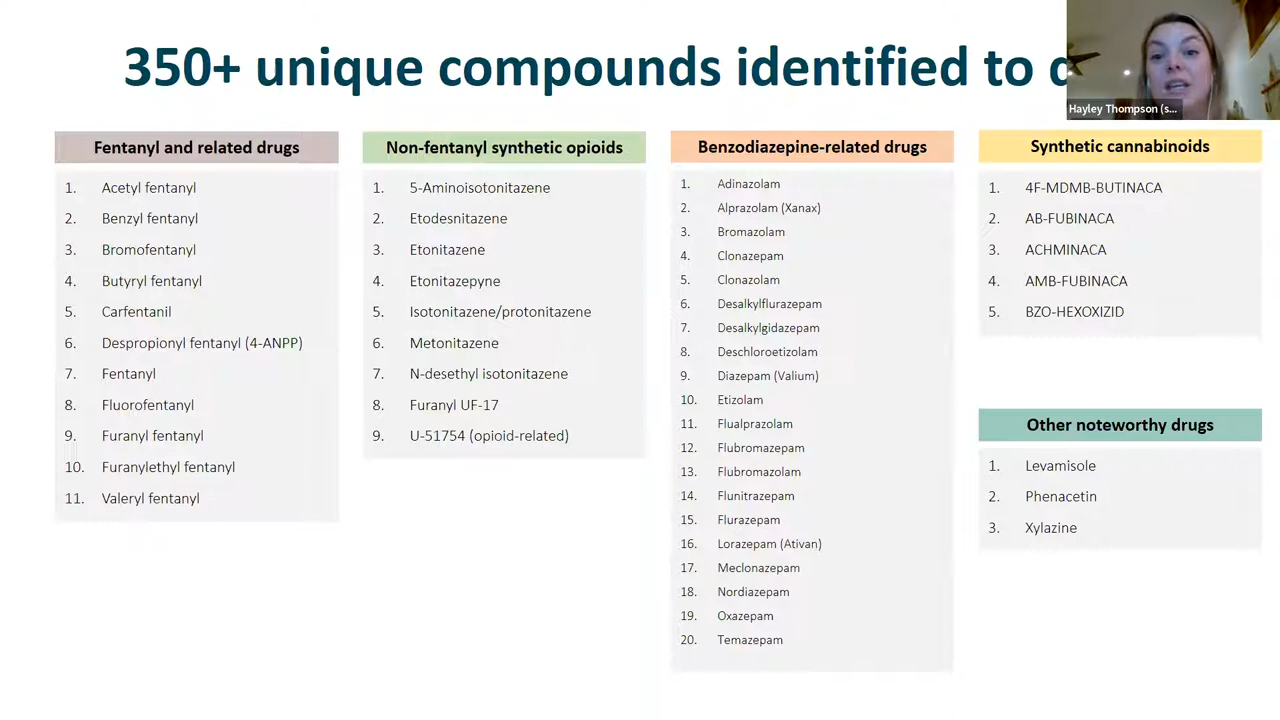 350+ unique compounds identified to
Hayley Thompson (s...
Fentanyl and related drugs
1. Acetyl fentanyl
2. Benzyl fentanyl
3. Bromofentanyl
4. Butyryl fentanyl
5. Carfentanil
6. Despropionyl fentanyl (4-ANPP)
7. Fentanyl
8. Fluorofentanyl
9. Furanyl fentanyl
10. Furanylethyl fentanyl
11. Valeryl fentanyl
Non-fentanyl synthetic opioids
1. 5-Aminoisotonitazene
2. Etodesnitazene
3. Etonitazene
4. Etonitazepyne
5. Isotonitazene/protonitazene
6. Metonitazene
7. N-desethyl isotonitazene
8. Furanyl UF-17
9. U-51754 (opioid-related)
Benzodiazepine-related drugs
1. Adinazolam
2. Alprazolam (Xanax)
3. Bromazolam
4. Clonazepam
5. Clonazolam
6. Desalkylflurazepam
7. Desalkylgidazepam
8. Deschloroetizolam
9. Diazepam (Valium)
10. Etizolam
11. Flualprazolam
12. Flubromazepam
13. Flubromazolam
14. Flunitrazepam
15. Flurazepam
16. Lorazepam (Ativan)
17. Meclonazepam
18. Nordiazepam
19. Oxazepam
20. Temazepam
Synthetic cannabinoids
1. 4F-MDMB-BUTINACA
2. AB-FUBINACA
3. ACHMINACA
4. AMB-FUBINACA
5. BZO-HEXOXIZID
Other noteworthy drugs
1. Levamisole
2. Phenacetin
3. Xylazine